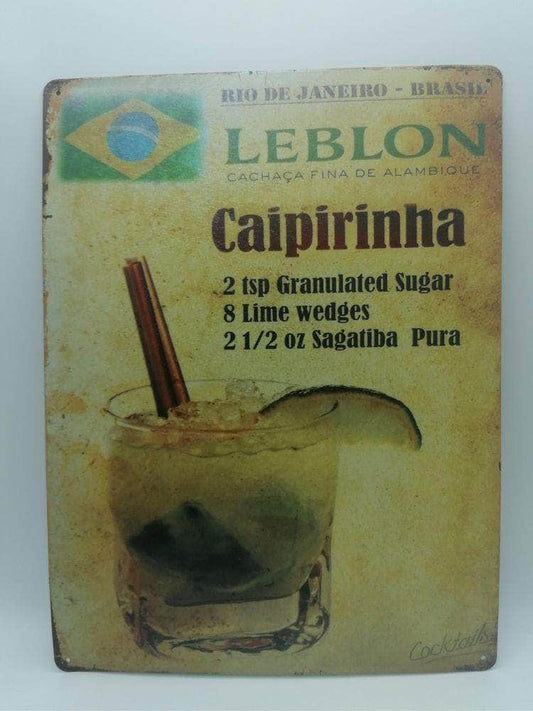 RIO DE JANEIRO - BRASIL
LEBLON
CACHAÇA FINA DE ALAMBIQUE
Caipirinha
2 tsp Granulated Sugar
8 Lime wedges
2 1/2 oz Sagatiba Pura
Cocktails